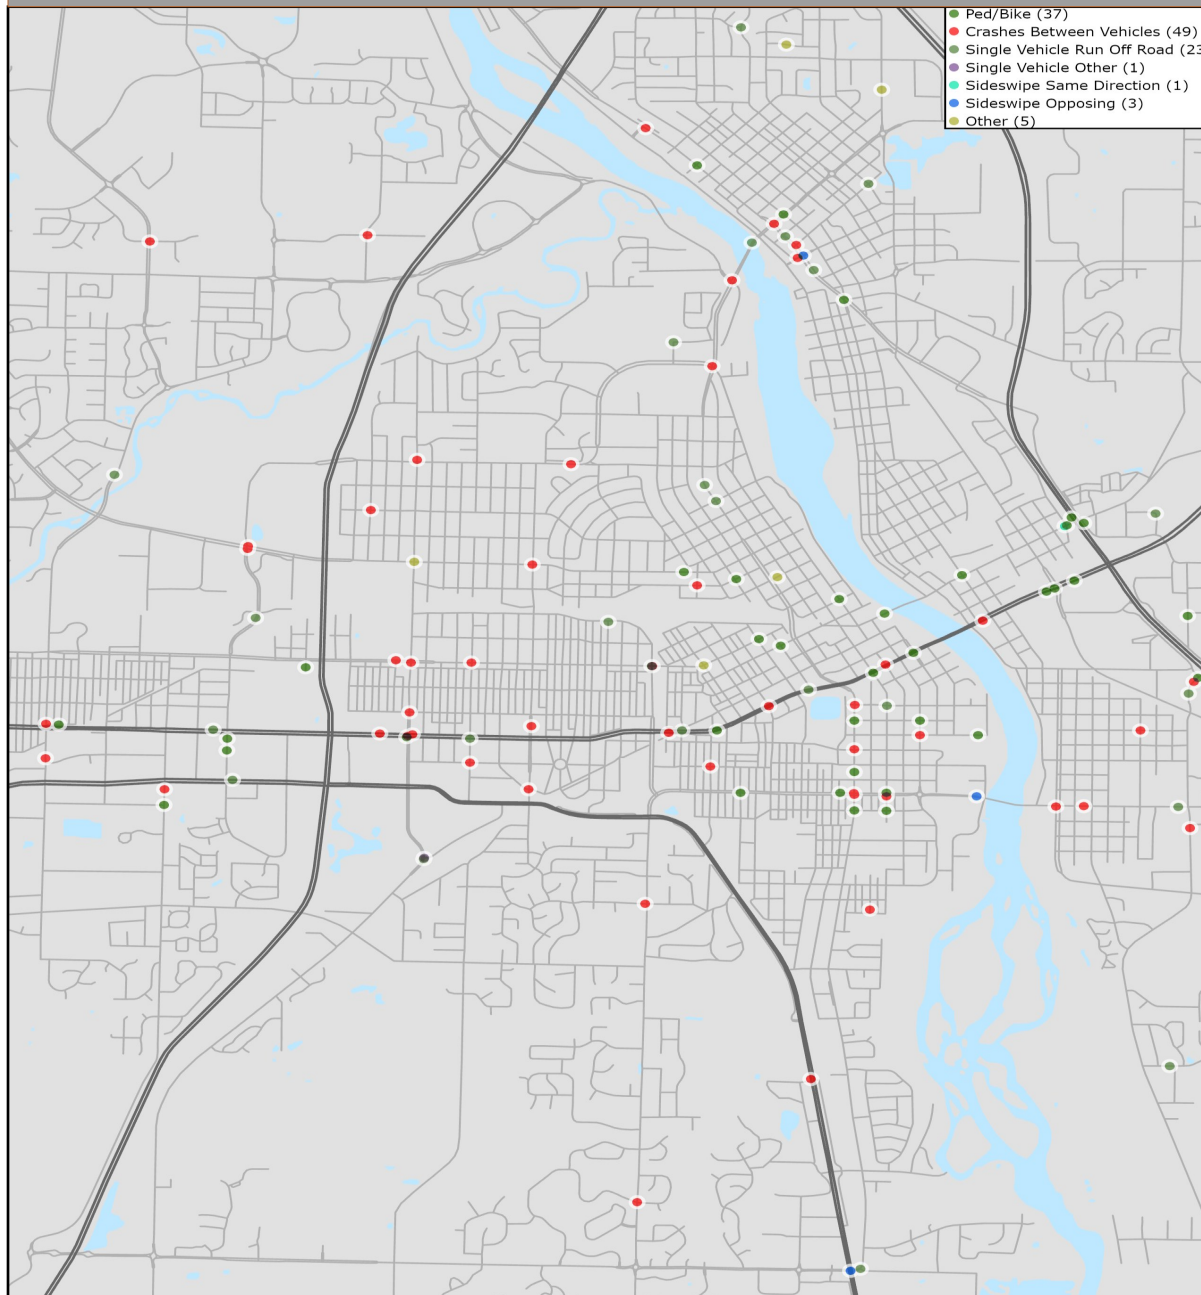 Ped/Bike (37)
Crashes Between Vehicles (49)
Single Vehicle Run Off Road (23
Single Vehicle Other (1)
Sideswipe Same Direction (1)
Sideswipe Opposing (3)
Other (5)